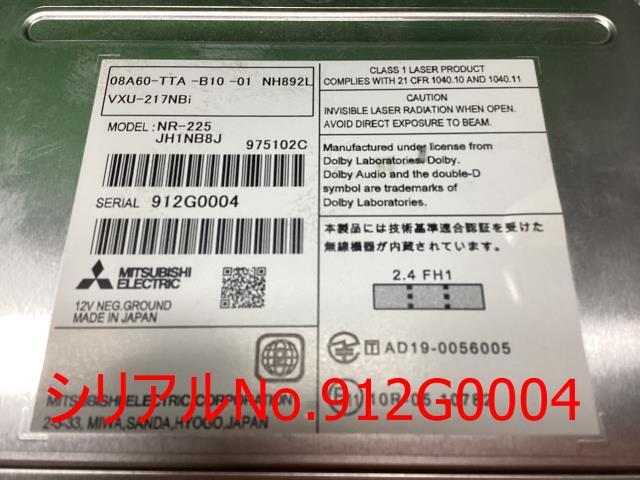 08A60-TTA -B10 -01 NH892L
VXU-217NBi
MODEL: NR-225
JH1NB8J 975102C
SERIAL 912G0004
MITSUBISHI
ELECTRIC
12V NEG.GROUND
MADE IN JAPAN
MITSUBISHI ELECTRIC CORPORATION
2-3-33, MIWA,SANDA,HYOGO,JAPAN
CLASS 1 LASER PRODUCT
COMPLIES WITH 21 CFR 1040.10 AND 1040.11
CAUTION
INVISIBLE LASER RADIATION WHEN OPEN.
AVOID DIRECT EXPOSURE TO BEAM.
Manufactured under license from
Dolby Laboratories. Dolby,
Dolby Audio and the double-D
symbol are trademarks of
Dolby Laboratories.
本製品には技術基準適合認証を受けた
無線機器が内蔵されています。
2.4 FH1
T AD19-0056005
シリアルNo.912G0004